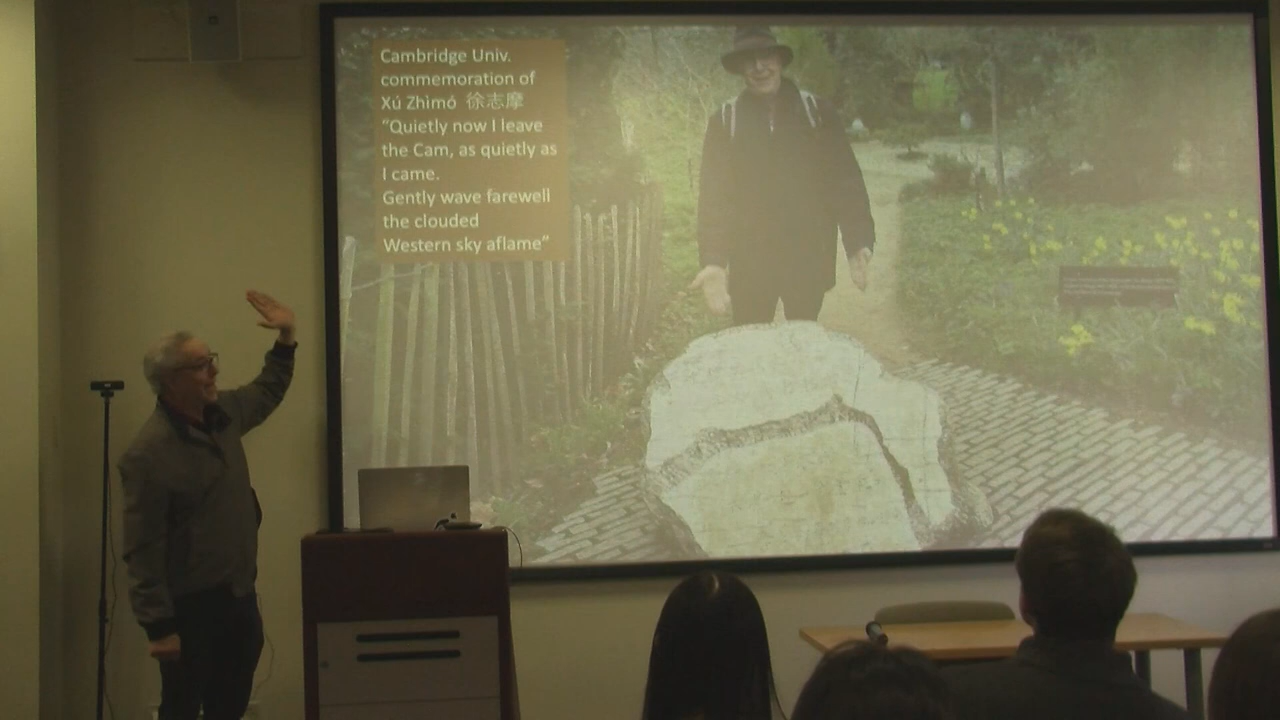 Cambridge Univ.
commemoration of
Xú Zhìmó 徐志摩
“Quietly now I leave
the Cam, as quietly as
I came.
Gently wave farewell
the clouded
Western sky aflame”